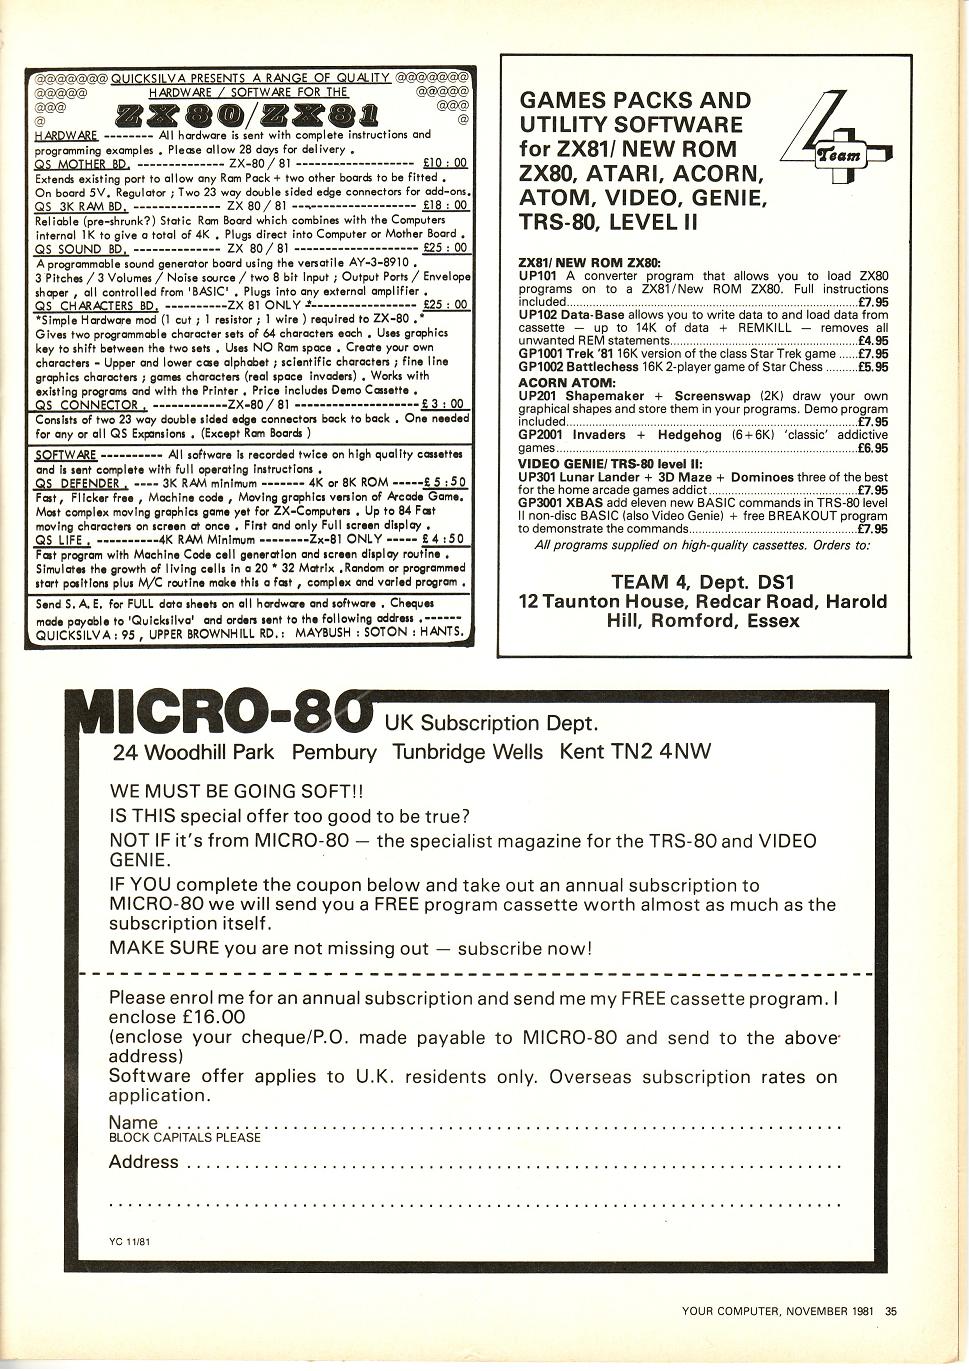 @@@@@@@ QUICKSILVA PRESENTS A RANGE OF QUALITY @@@@@@@
@@@@@ HARDWARE / SOFTWARE FOR THE @@@@@
@@@ ZX80/ZX81 @@@
@ @
HARDWARE -------- All hardware is sent with complete instructions and
programming examples . Please allow 28 days for delivery .
QS MOTHER BD. -------------- ZX-80 / 81 ------------------- £10 : 00
Extends existing port to allow any Ram Pack + two other boards to be fitted .
On board 5V. Regulator ; Two 23 way double sided edge connectors for add-ons.
QS 3K RAM BD. -------------- ZX 80 / 81 ------------------- £18 : 00
Reliable (pre-shrunk?) Static Ram Board which combines with the Computers
internal 1K to give a total of 4K . Plugs direct into Computer or Mother Board .
QS SOUND BD. -------------- ZX 80 / 81 -------------------- £25 : 00
A programmable sound generator board using the versatile AY-3-8910 .
3 Pitches / 3 Volumes / Noise source / two 8 bit Input ; Output Ports / Envelope
shaper , all controlled from 'BASIC' . Plugs into any external amplifier .
QS CHARACTERS BD. ----------ZX 81 ONLY *----------------- £25 : 00
*Simple Hardware mod (1 cut ; 1 resistor ; 1 wire ) required to ZX-80 .*
Gives two programmable character sets of 64 characters each . Uses graphics
key to shift between the two sets . Uses NO Ram space . Create your own
characters - Upper and lower case alphabet ; scientific characters ; fine line
graphics characters ; games characters (real space invaders) . Works with
existing programs and with the Printer . Price includes Demo Cassette .
QS CONNECTOR . ------------ZX-80 / 81 --------------------£ 3 : 00
Consists of two 23 way double sided edge connectors back to back . One needed
for any or all QS Expansions . (Except Ram Boards )
SOFTWARE ---------- All software is recorded twice on high quality cassettes
and is sent complete with full operating instructions .
QS DEFENDER . ---- 3K RAM minimum ------- 4K or 8K ROM -----£ 5 : 50
Fast , Flicker free , Machine code , Moving graphics version of Arcade Game.
Most complex moving graphics game yet for ZX-Computers . Up to 84 Fast
moving characters on screen at once . First and only Full screen display .
QS LIFE . ----------4K RAM Minimum --------Zx-81 ONLY ----- £ 4 : 50
Fast program with Machine Code cell generation and screen display routine .
Simulates the growth of living cells in a 20 * 32 Matrix .Random or programmed
start positions plus M/C routine make this a fast , complex and varied program .
Send S. A. E. for FULL data sheets on all hardware and software . Cheques
made payable to 'Quicksilva' and orders sent to the following address . ------
QUICKSILVA : 95 , UPPER BROWNHILL RD. : MAYBUSH : SOTON : HANTS.
GAMES PACKS AND
UTILITY SOFTWARE
for ZX81/ NEW ROM
ZX80, ATARI, ACORN,
ATOM, VIDEO, GENIE,
TRS-80, LEVEL II
4 Team
ZX81/ NEW ROM ZX80:
UP101 A converter program that allows you to load ZX80
programs on to a ZX81/New ROM ZX80. Full instructions
included........................£7.95
UP102 Data-Base allows you to write data to and load data from
cassette — up to 14K of data + REMKILL — removes all
unwanted REM statements........................£4.95
GP1001 Trek '81 16K version of the class Star Trek game ......£7.95
GP1002 Battlechess 16K 2-player game of Star Chess ..........£5.95
ACORN ATOM:
UP201 Shapemaker + Screenswap (2K) draw your own
graphical shapes and store them in your programs. Demo program
included........................£7.95
GP2001 Invaders + Hedgehog (6+6K) 'classic' addictive
games........................£6.95
VIDEO GENIE/ TRS-80 level II:
UP301 Lunar Lander + 3D Maze + Dominoes three of the best
for the home arcade games addict........................£7.95
GP3001 XBAS add eleven new BASIC commands in TRS-80 level
II non-disc BASIC (also Video Genie) + free BREAKOUT program
to demonstrate the commands........................£7.95
All programs supplied on high-quality cassettes. Orders to:
TEAM 4, Dept. DS1
12 Taunton House, Redcar Road, Harold
Hill, Romford, Essex
MICRO-80 UK Subscription Dept.
24 Woodhill Park Pembury Tunbridge Wells Kent TN2 4NW
WE MUST BE GOING SOFT!!
IS THIS special offer too good to be true?
NOT IF it's from MICRO-80 — the specialist magazine for the TRS-80 and VIDEO
GENIE.
IF YOU complete the coupon below and take out an annual subscription to
MICRO-80 we will send you a FREE program cassette worth almost as much as the
subscription itself.
MAKE SURE you are not missing out — subscribe now!
Please enrol me for an annual subscription and send me my FREE cassette program. I
enclose £16.00
(enclose your cheque/P.O. made payable to MICRO-80 and send to the above
address)
Software offer applies to U.K. residents only. Overseas subscription rates on
application.
Name ........................
BLOCK CAPITALS PLEASE
Address ........................
........................
YC 11/81
YOUR COMPUTER, NOVEMBER 1981 35